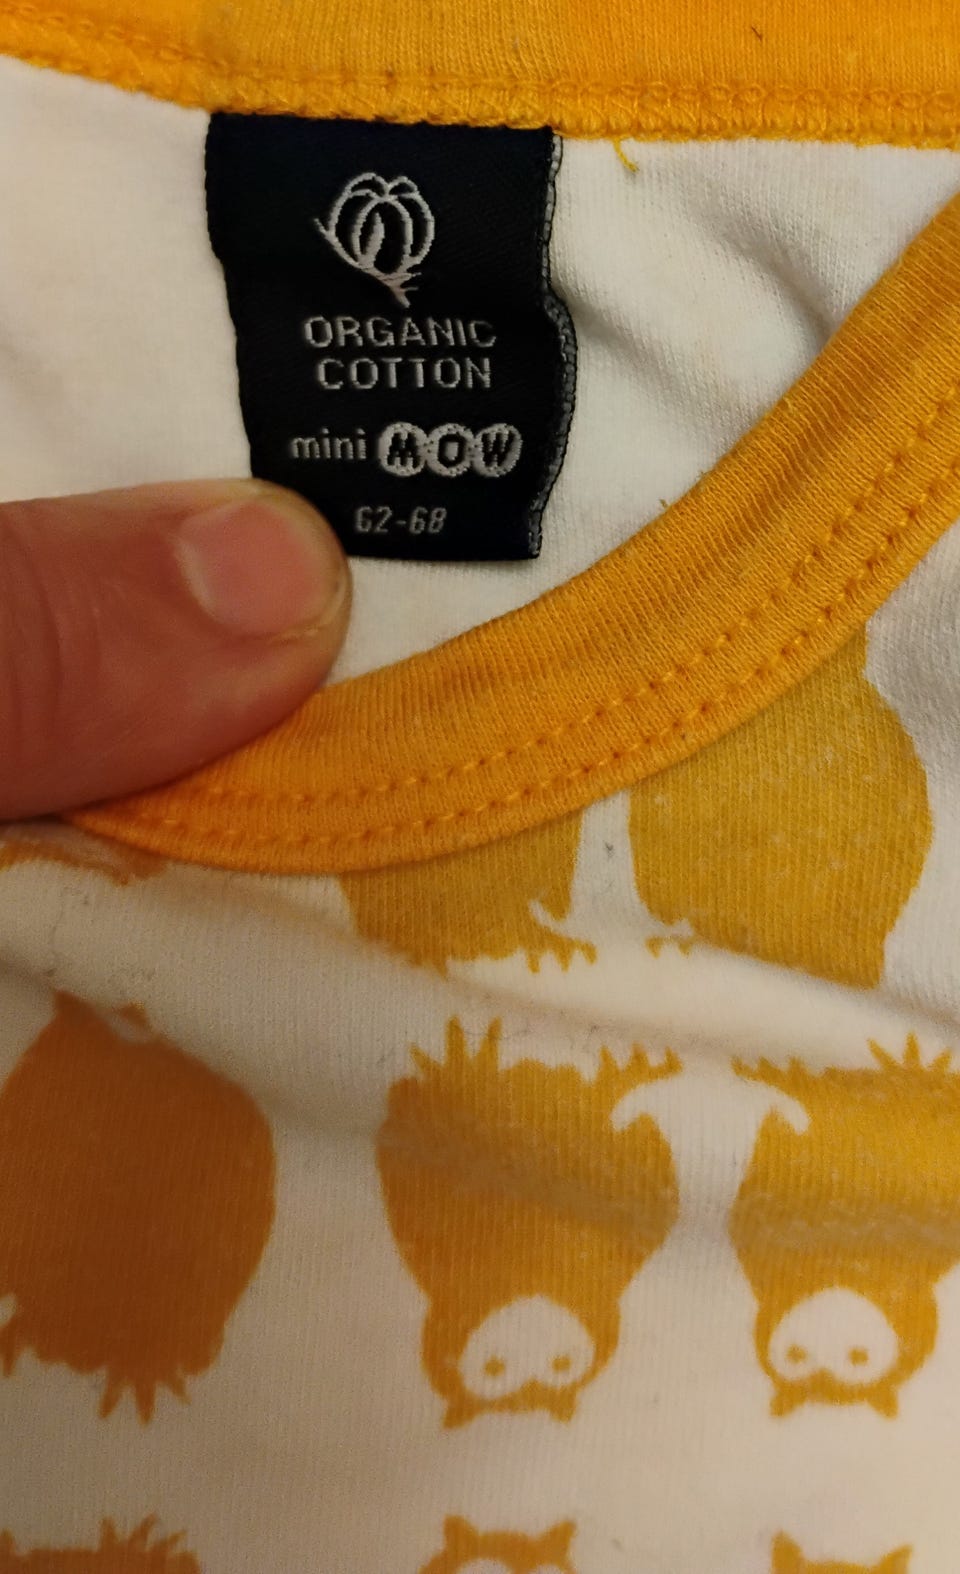 ORGANIC
COTTON
mini MOW
62-68